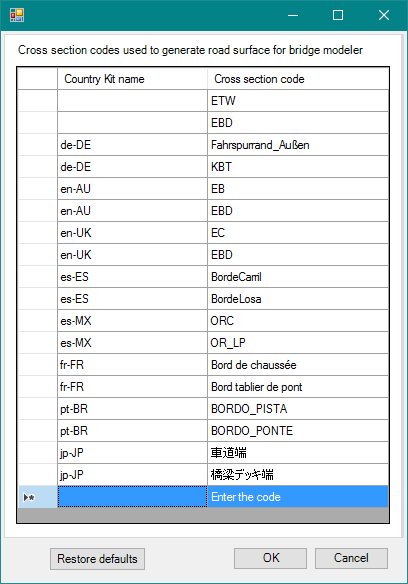 Cross section codes used to generate road surface for bridge modeler
Country Kit name Cross section code
ETW
EBD
de-DE Fahrspurrand_Außen
de-DE KBT
en-AU EB
en-AU EBD
en-UK EC
en-UK EBD
es-ES BordeCarril
es-ES BordeLosa
es-MX ORC
es-MX OR_LP
fr-FR Bord de chaussée
fr-FR Bord tablier de pont
pt-BR BORDO_PISTA
pt-BR BORDO_PONTE
jp-JP 車道端
jp-JP 橋梁デッキ端
Enter the code
Restore defaults OK Cancel